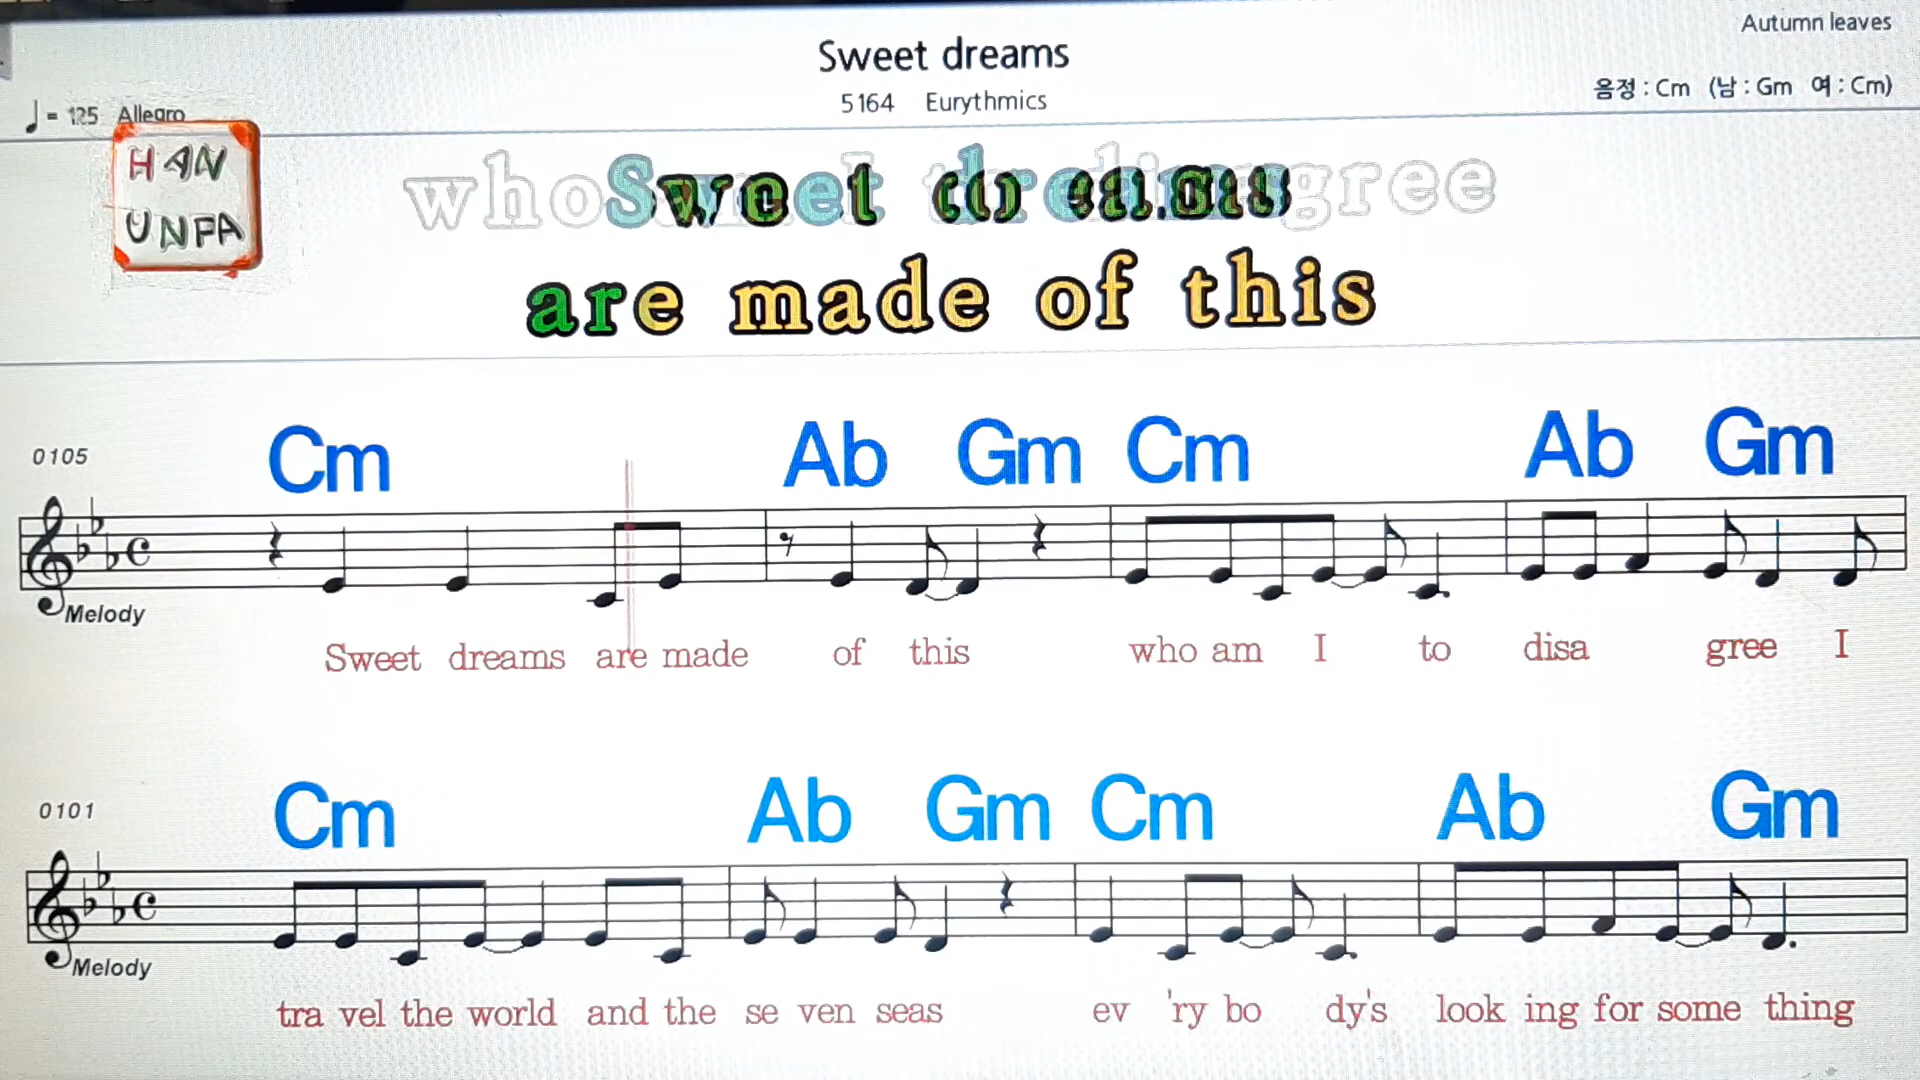 Autumn leaves
Sweet dreams
5164 Eurythmics
음정 : Cm (남 : Gm 여 : Cm)
= 125 Allegro
HAN
UNFA
Sweet dreams
are made of this
0105
Cm Ab Gm Cm Ab Gm
Melody
Sweet dreams are made of this who am I to disa gree I
0101
Cm Ab Gm Cm Ab Gm
Melody
tra vel the world and the se ven seas ev 'ry bo dy's look ing for some thing